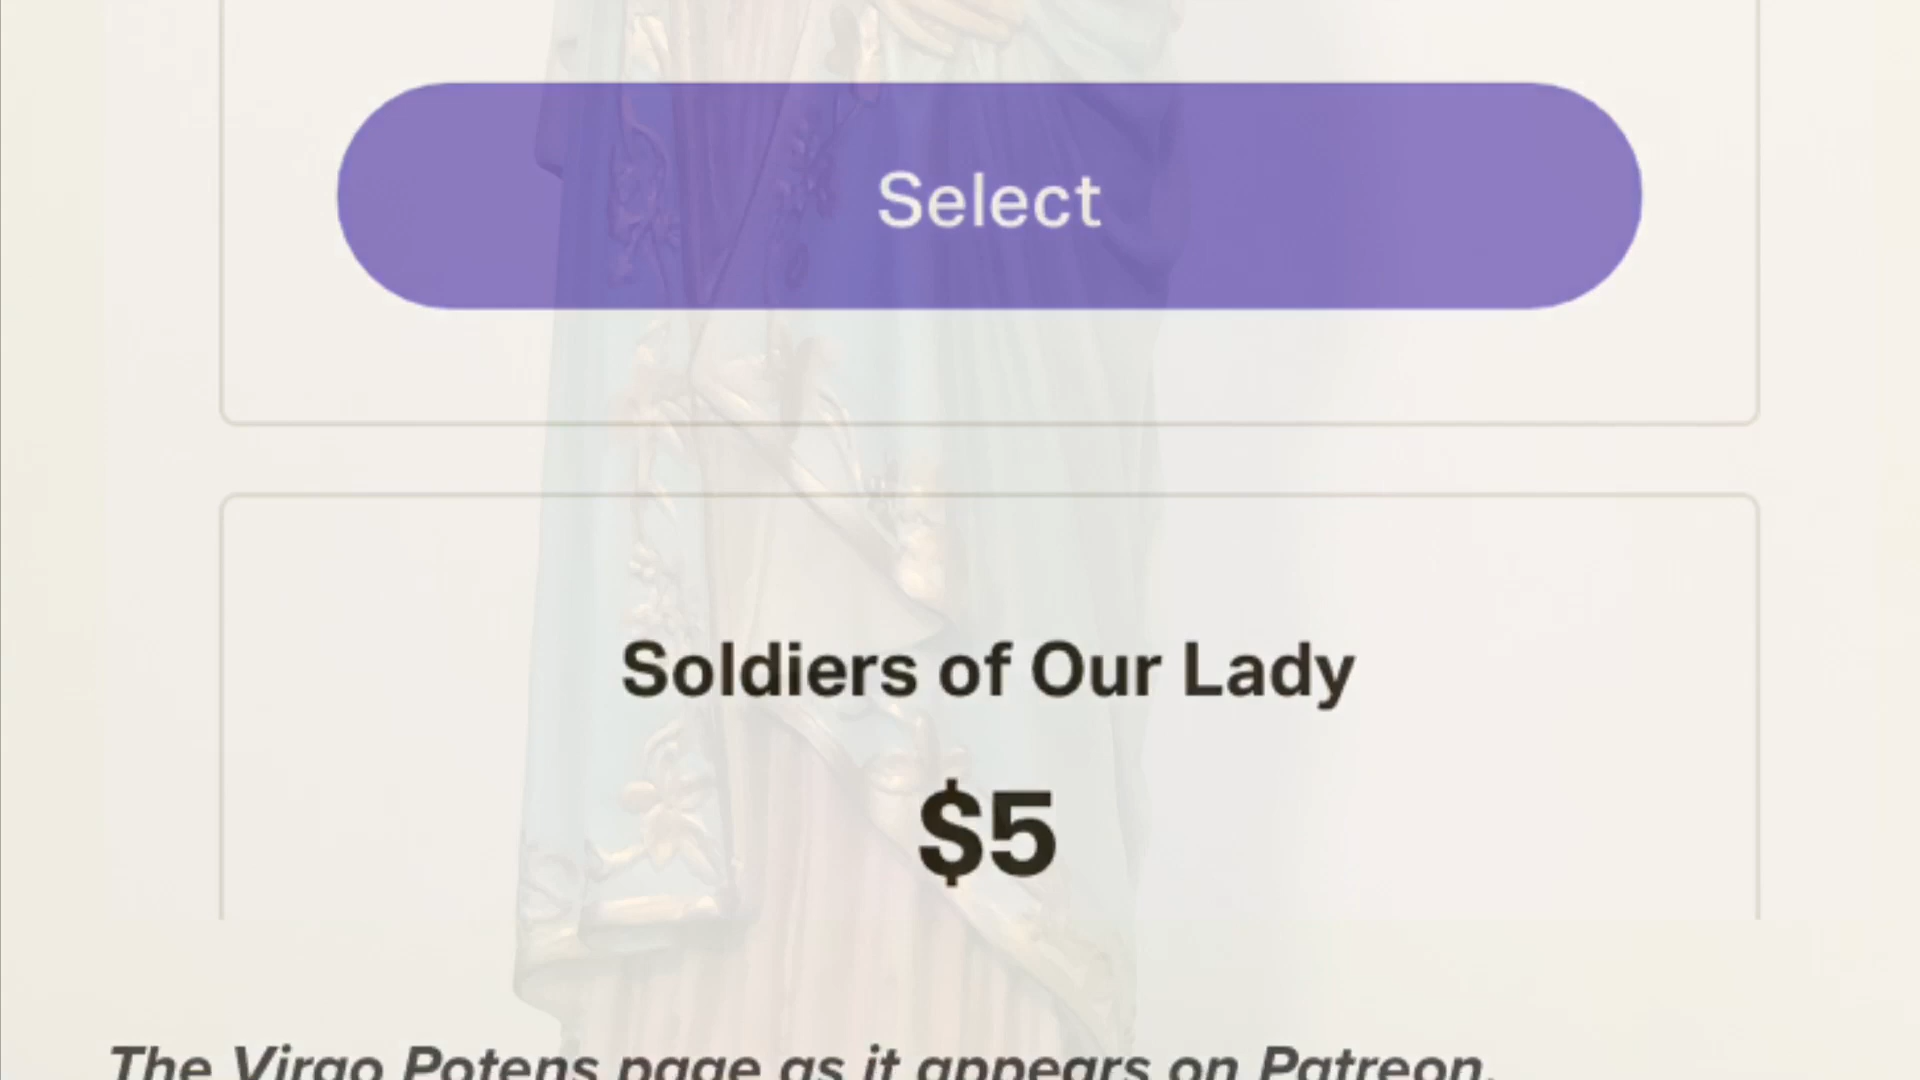 Select
Soldiers of Our Lady
$5
The Virgo Potens page as it appears on Patreon.